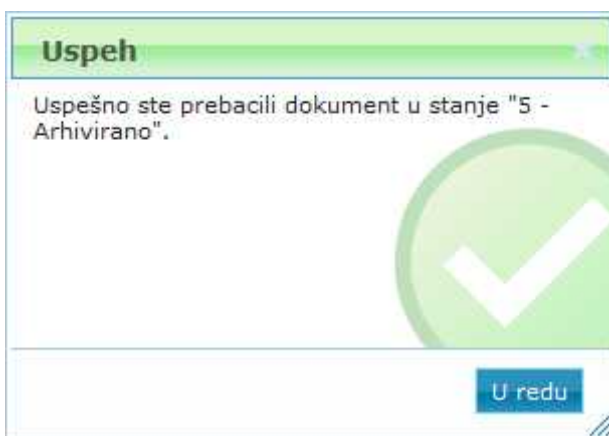 Uspeh
Uspešno ste prebacili dokument u stanje "5 -
Arhivirano".
U redu